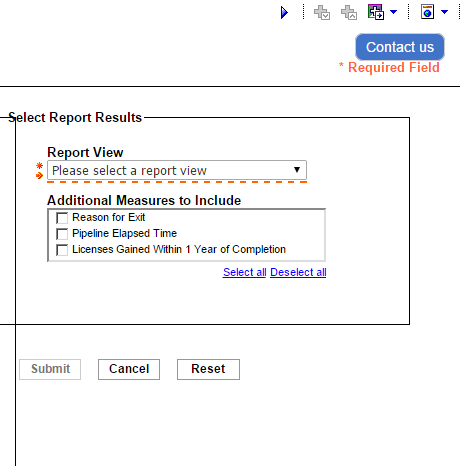 Contact us
* Required Field
Select Report Results
Report View
* Please select a report view
Additional Measures to Include
Reason for Exit
Pipeline Elapsed Time
Licenses Gained Within 1 Year of Completion
Select all Deselect all
Submit Cancel Reset